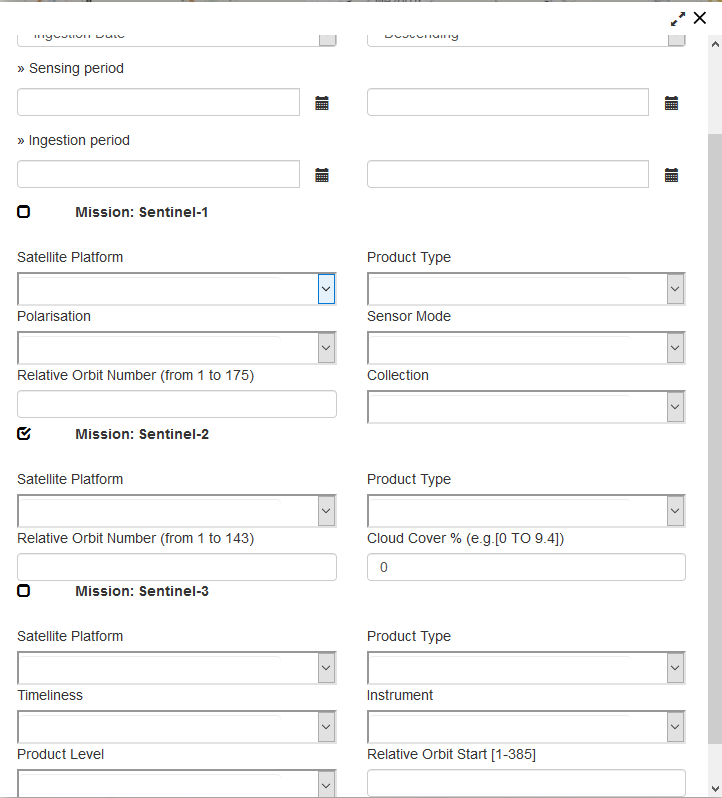 Ingestion Date Descending
» Sensing period
» Ingestion period
Mission: Sentinel-1
Satellite Platform Product Type
Polarisation Sensor Mode
Relative Orbit Number (from 1 to 175) Collection
Mission: Sentinel-2
Satellite Platform Product Type
Relative Orbit Number (from 1 to 143) Cloud Cover % (e.g.[0 TO 9.4])
0
Mission: Sentinel-3
Satellite Platform Product Type
Timeliness Instrument
Product Level Relative Orbit Start [1-385]